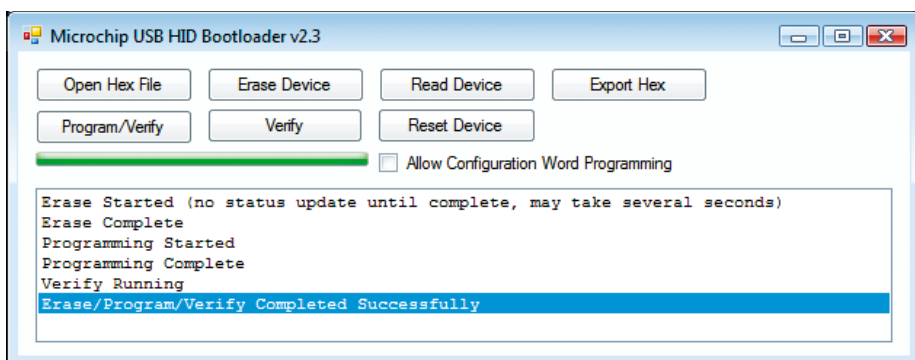 Microchip USB HID Bootloader v2.3
Open Hex File Erase Device Read Device Export Hex
Program/Verify Verify Reset Device
Allow Configuration Word Programming
Erase Started (no status update until complete, may take several seconds)
Erase Complete
Programming Started
Programming Complete
Verify Running
Erase/Program/Verify Completed Successfully